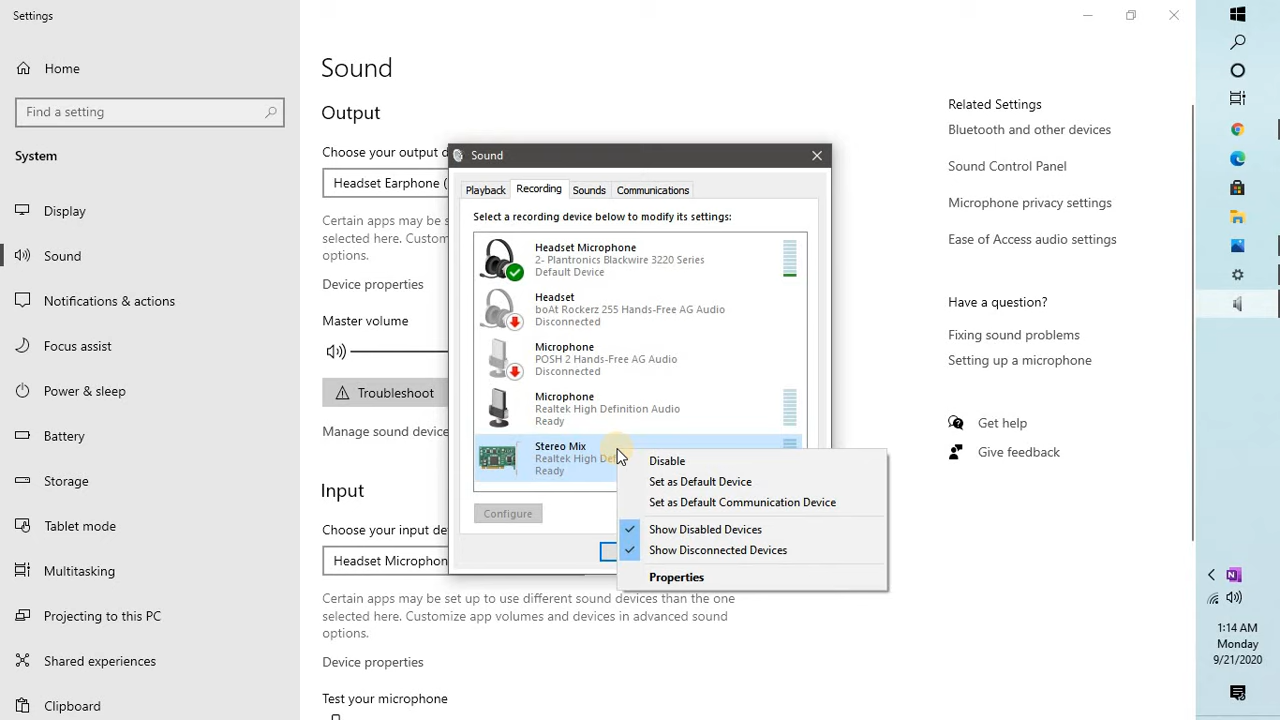 Settings
Home
Find a setting
System
Display
Sound
Notifications & actions
Focus assist
Power & sleep
Battery
Storage
Tablet mode
Multitasking
Projecting to this PC
Shared experiences
Clipboard
Sound
Output
Choose your output d
Headset Earphone (
Certain apps may be s
selected here. Custom
options.
Device properties
Master volume
Troubleshoot
Manage sound device
Input
Choose your input de
Headset Microphon
Certain apps may be set up to use different sound devices than the one
selected here. Customize app volumes and devices in advanced sound
options.
Device properties
Test your microphone
Sound
Playback
Recording
Sounds
Communications
Select a recording device below to modify its settings:
Headset Microphone
2- Plantronics Blackwire 3220 Series
Default Device
Headset
boAt Rockerz 255 Hands-Free AG Audio
Disconnected
Microphone
POSH 2 Hands-Free AG Audio
Disconnected
Microphone
Realtek High Definition Audio
Ready
Stereo Mix
Realtek High Def
Ready
Configure
Disable
Set as Default Device
Set as Default Communication Device
Show Disabled Devices
Show Disconnected Devices
Properties
Related Settings
Bluetooth and other devices
Sound Control Panel
Microphone privacy settings
Ease of Access audio settings
Have a question?
Fixing sound problems
Setting up a microphone
Get help
Give feedback
1:14 AM
Monday
9/21/2020